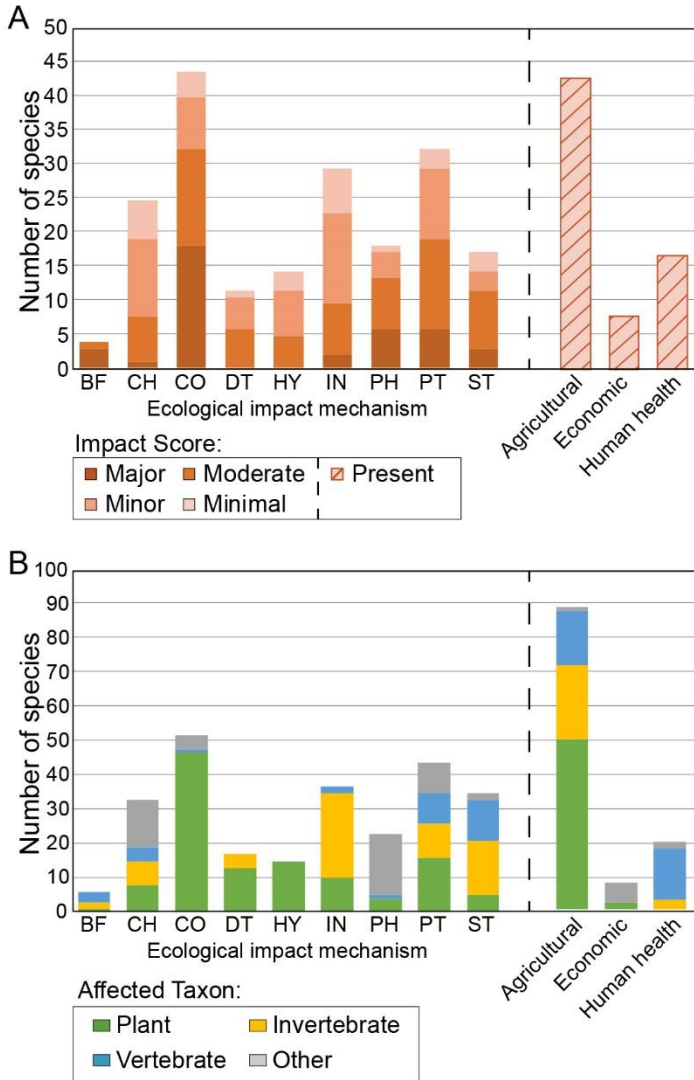 A
50
45
40
35
30
25
20
15
10
5
0
Number of species
BF CH CO DT HY IN PH PT ST
Ecological impact mechanism
Agricultural
Economic
Human health
Impact Score:
Major Moderate Present
Minor Minimal
B
100
90
80
70
60
50
40
30
20
10
0
Number of species
BF CH CO DT HY IN PH PT ST
Ecological impact mechanism
Agricultural
Economic
Human health
Affected Taxon:
Plant Invertebrate
Vertebrate Other